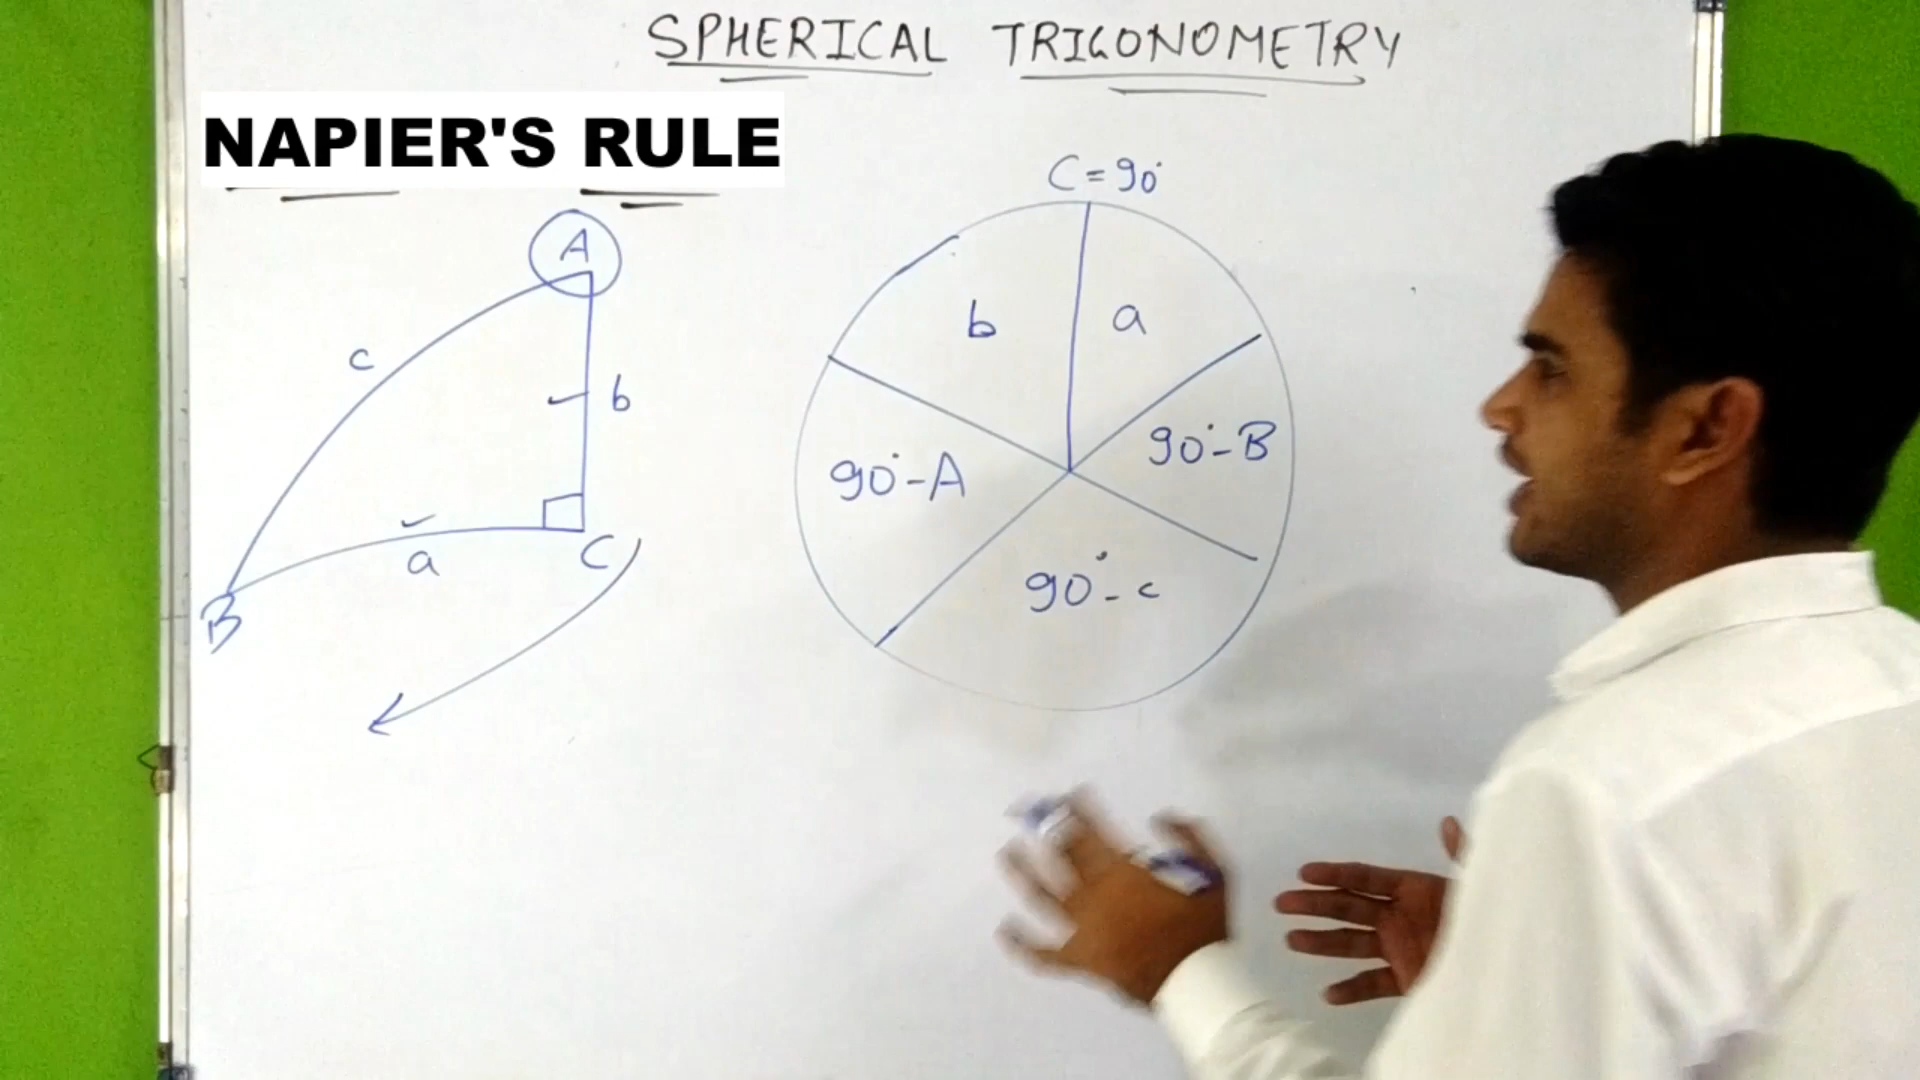 SPHERICAL TRIGONOMETRY
NAPIER'S RULE
A
c
b
a
C
B
C = 90°
b
a
90°-A
90°-B
90°-c